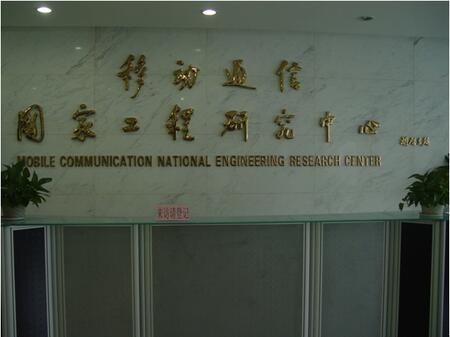 移动通信
国家工程研究中心
MOBILE COMMUNICATION NATIONAL ENGINEERING RESEARCH CENTER
来访请登记